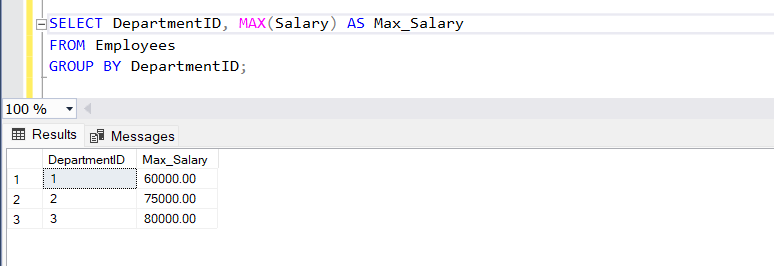 SELECT DepartmentID, MAX(Salary) AS Max_Salary
FROM Employees
GROUP BY DepartmentID;
100 %
Results Messages
DepartmentID Max_Salary
1 1 60000.00
2 2 75000.00
3 3 80000.00